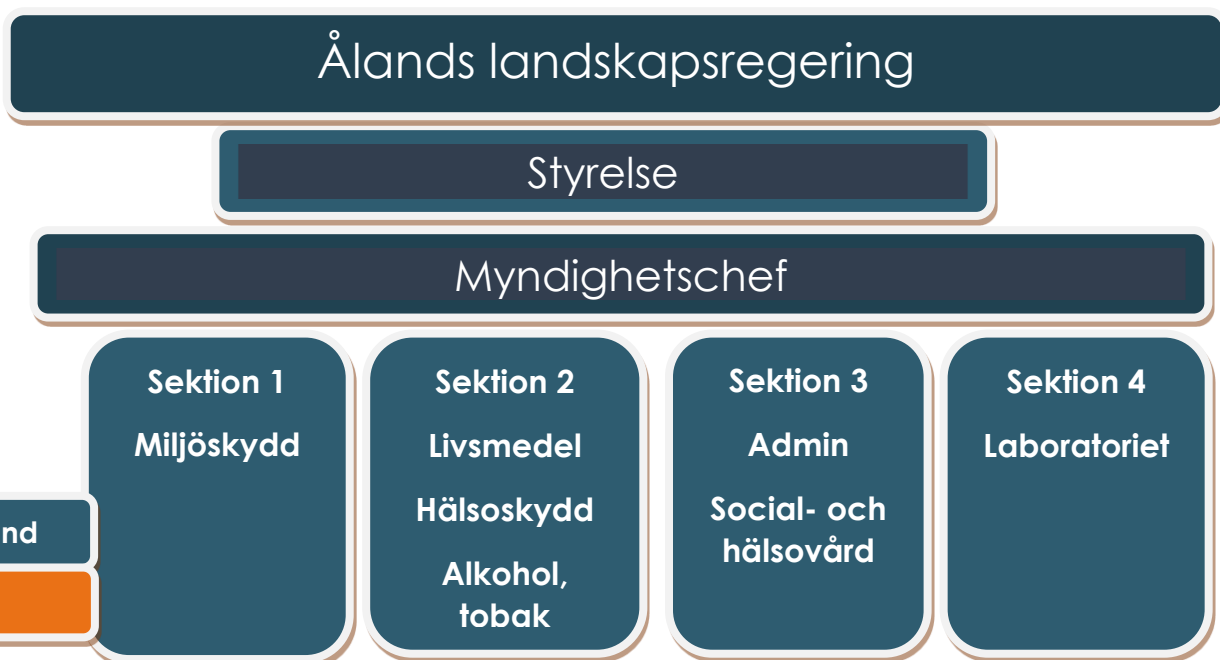 Ålands landskapsregering
Styrelse
Myndighetschef
Sektion 1
Miljöskydd
Sektion 2
Livsmedel
Hälsoskydd
Alkohol,
tobak
Sektion 3
Admin
Social- och
hälsovård
Sektion 4
Laboratoriet
nd